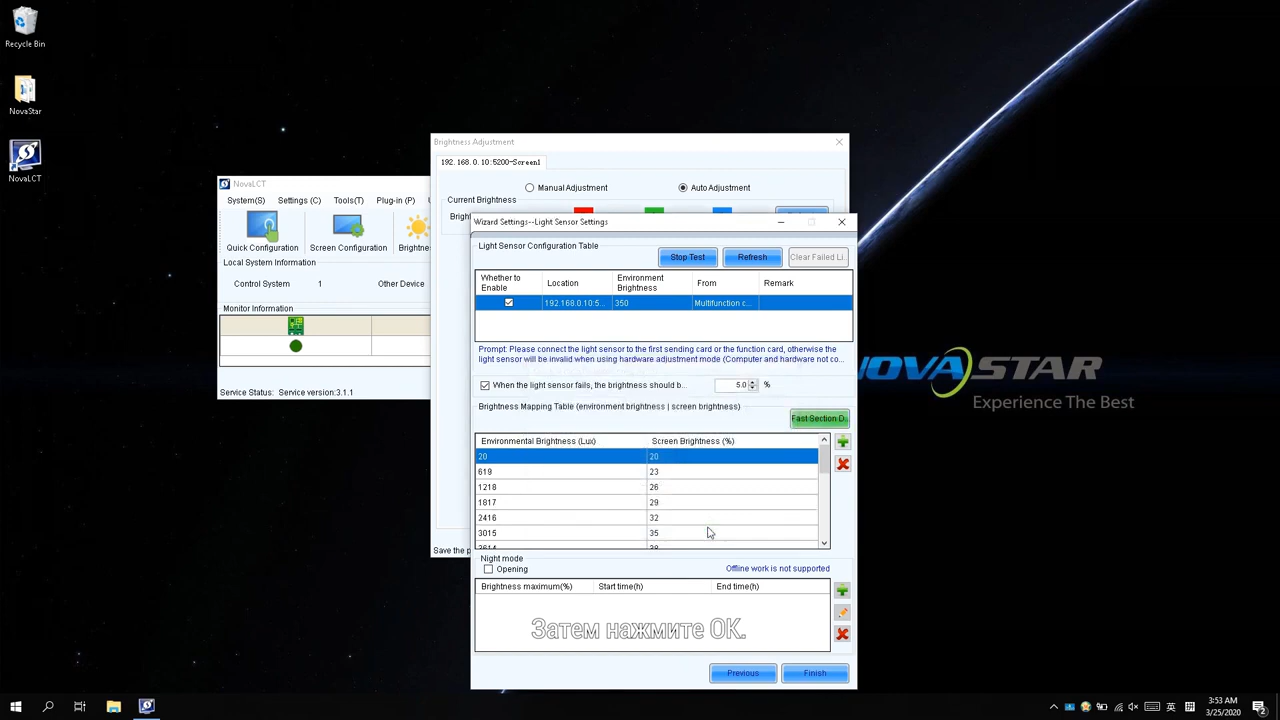 Recycle Bin
NovaStar
NovaLCT
NovaLCT
System(S) Settings (C) Tools(T) Plug-in (P)
Quick Configuration Screen Configuration Brightne
Local System Information
Control System 1 Other Device
Monitor Information
Service Status: Service version:3.1.1
Brightness Adjustment
192.168.0.10:5200-Screen1
Manual Adjustment Auto Adjustment
Current Brightness
Brigh
Save the p
Wizard Settings--Light Sensor Settings
Light Sensor Configuration Table
Stop Test Refresh Clear Failed Li...
Whether to Enable Location Environment Brightness From Remark
192.168.0.10:5... 350 Multifunction c...
Prompt: Please connect the light sensor to the first sending card or the function card, otherwise the
light sensor will be invalid when using hardware adjustment mode (Computer and hardware not co...
When the light sensor fails, the brightness should b... 5.0 %
Brightness Mapping Table (environment brightness | screen brightness)
Fast Section D...
Environmental Brightness (Lux) Screen Brightness (%)
20 20
619 23
1218 26
1817 29
2416 32
3015 35
3614 38
Night mode
Opening Offline work is not supported
Brightness maximum(%) Start time(h) End time(h)
Затем нажмите ОК.
Previous Finish
NOVASTAR
Experience The Best
英 拼
3:53 AM
3/25/2020
2